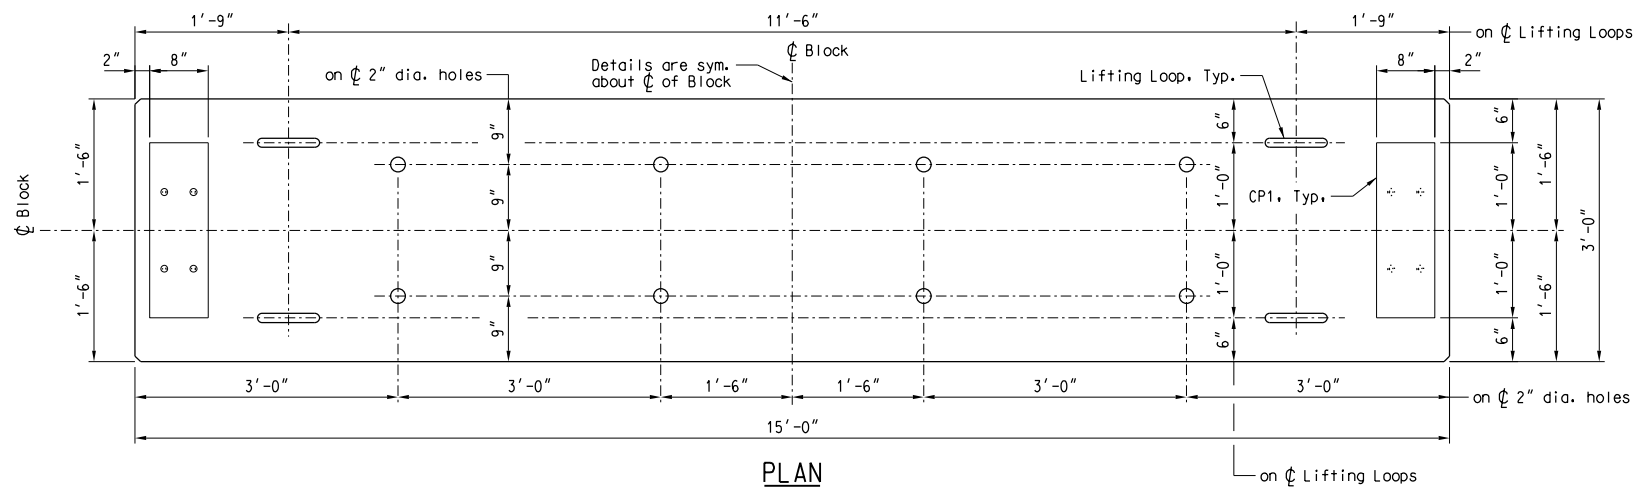 1'-9"
11'-6"
1'-9"
on ℄ Lifting Loops
℄ Block
2"
8"
on ℄ 2" dia. holes
Details are sym.
about ℄ of Block
Lifting Loop. Typ.
8"
2"
9"
6"
6"
1'-6"
1'-6"
℄ Block
9"
1'-0"
CP1. Typ.
1'-0"
3'-0"
1'-6"
9"
1'-0"
1'-0"
1'-6"
9"
6"
6"
3'-0"
3'-0"
1'-6"
1'-6"
3'-0"
3'-0"
on ℄ 2" dia. holes
15'-0"
PLAN
on ℄ Lifting Loops